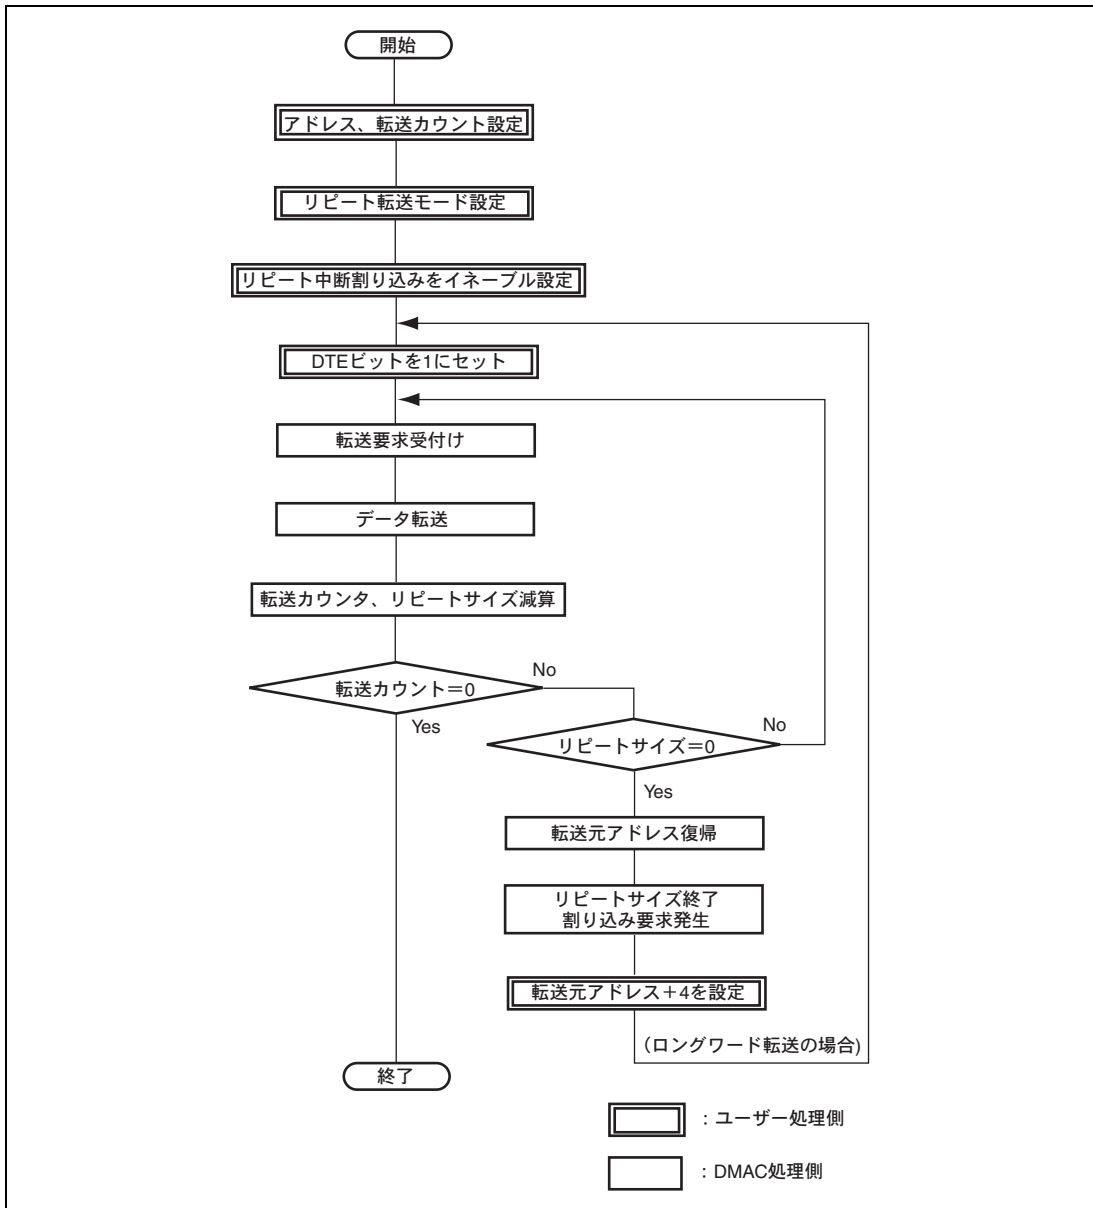 開始
アドレス、転送カウント設定
リピート転送モード設定
リピート中断割り込みをイネーブル設定
DTEビットを1にセット
転送要求受付け
データ転送
転送カウンタ、リピートサイズ減算
転送カウント＝0
No
Yes
リピートサイズ＝0
No
Yes
転送元アドレス復帰
リピートサイズ終了
割り込み要求発生
転送元アドレス＋4を設定
（ロングワード転送の場合)
終了
：ユーザー処理側
：DMAC処理側